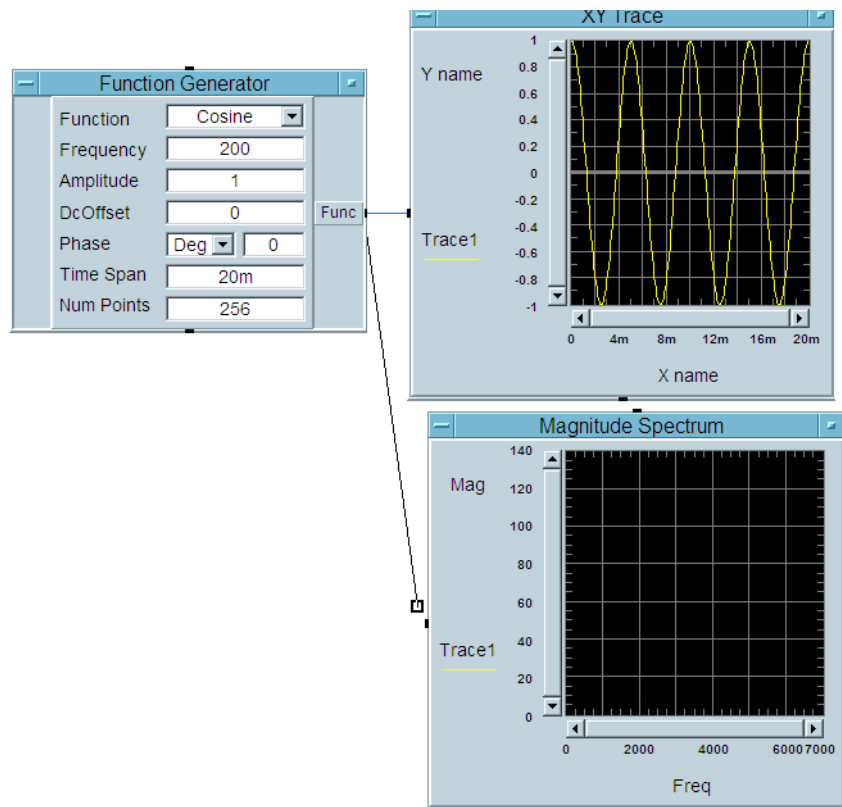 Function Generator
Function Cosine
Frequency 200
Amplitude 1
DcOffset 0
Func
Phase Deg 0
Time Span 20m
Num Points 256
XY Trace
Y name
Trace1
1
0.8
0.6
0.4
0.2
0
-0.2
-0.4
-0.6
-0.8
-1
0 4m 8m 12m 16m 20m
X name
Magnitude Spectrum
Mag
Trace1
140
120
100
80
60
40
20
0
0 2000 4000 6000 7000
Freq